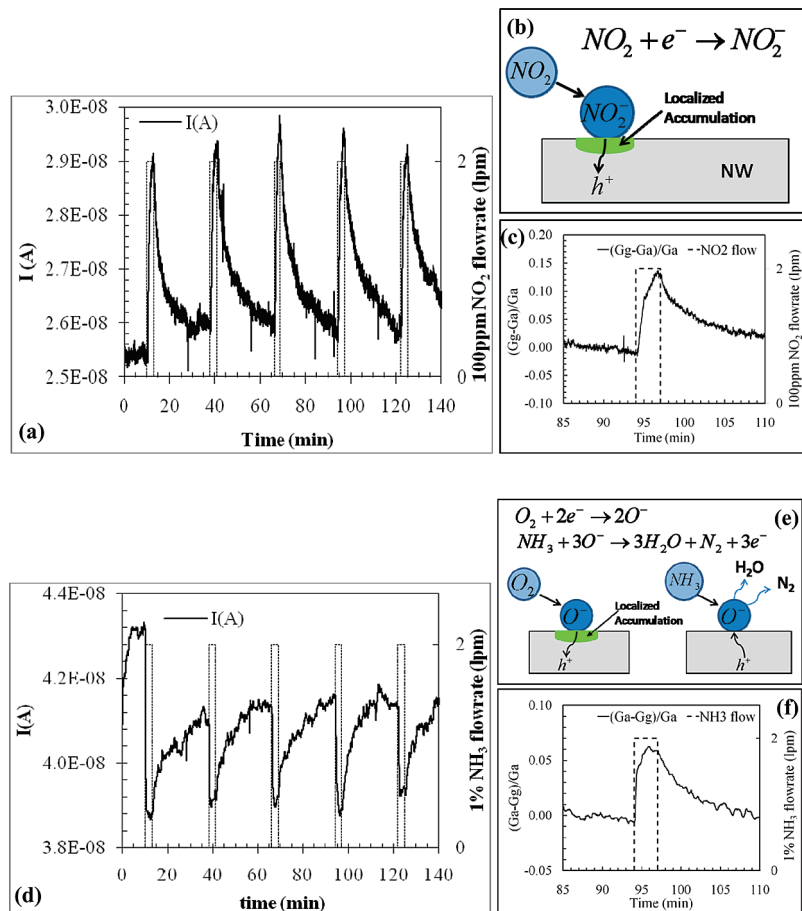 (a)
3.0E-08
2.9E-08
2.8E-08
2.7E-08
2.6E-08
2.5E-08
I (A)
I(A)
2
1
0
100ppm NO₂ flowrate (lpm)
0 20 40 60 80 100 120 140
Time (min)
(b)
NO₂ + e⁻ → NO₂⁻
NO₂
NO₂⁻
Localized
Accumulation
h⁺
NW
(c)
(Gg-Ga)/Ga NO2 flow
0.20
0.15
0.10
0.05
0.00
-0.05
-0.10
(Gg-Ga)/Ga
2
0
100ppm NO₂ flowrate (lpm)
85 90 95 100 105 110
Time (min)
(d)
4.4E-08
4.2E-08
4.0E-08
3.8E-08
I(A)
I(A)
2
1
0
1% NH₃ flowrate (lpm)
0 20 40 60 80 100 120 140
time (min)
(e)
O₂ + 2e⁻ → 2O⁻
NH₃ + 3O⁻ → 3H₂O + N₂ + 3e⁻
O₂
O⁻
Localized
Accumulation
h⁺
NH₃
O⁻
H₂O
N₂
h⁺
(f)
(Ga-Gg)/Ga NH3 flow
0.10
0.05
0.00
-0.05
(Ga-Gg)/Ga
2
1
0
1% NH₃ flowrate (lpm)
85 90 95 100 105 110
Time (min)